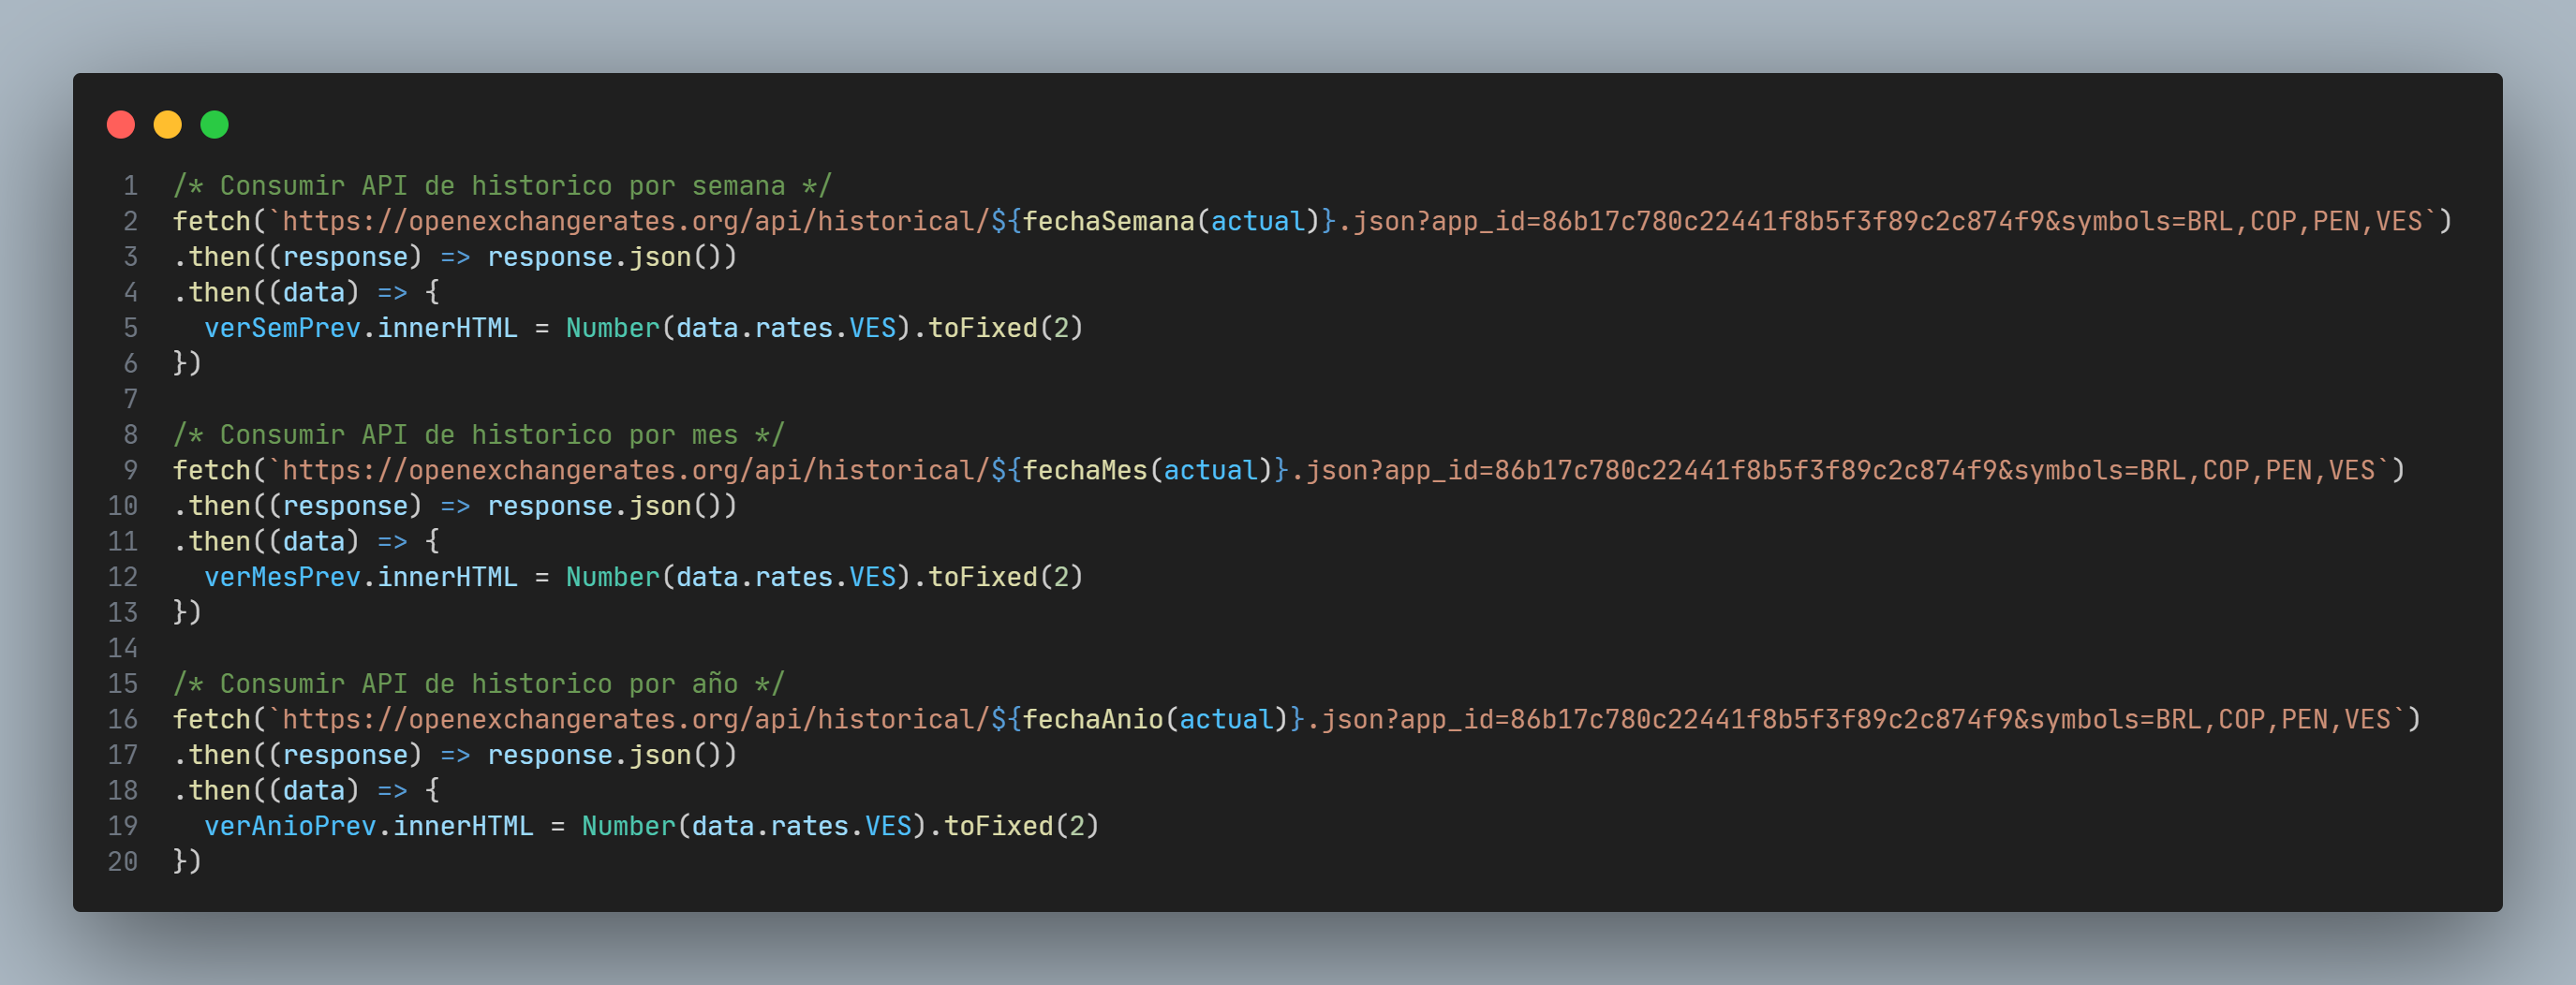 1 /* Consumir API de historico por semana */
2 fetch(`https://openexchangerates.org/api/historical/${fechaSemana(actual)}.json?app_id=86b17c780c22441f8b5f3f89c2c874f9&symbols=BRL,COP,PEN,VES`)
3 .then((response) => response.json())
4 .then((data) => {
5   verSemPrev.innerHTML = Number(data.rates.VES).toFixed(2)
6 })
7
8 /* Consumir API de historico por mes */
9 fetch(`https://openexchangerates.org/api/historical/${fechaMes(actual)}.json?app_id=86b17c780c22441f8b5f3f89c2c874f9&symbols=BRL,COP,PEN,VES`)
10 .then((response) => response.json())
11 .then((data) => {
12   verMesPrev.innerHTML = Number(data.rates.VES).toFixed(2)
13 })
14
15 /* Consumir API de historico por año */
16 fetch(`https://openexchangerates.org/api/historical/${fechaAnio(actual)}.json?app_id=86b17c780c22441f8b5f3f89c2c874f9&symbols=BRL,COP,PEN,VES`)
17 .then((response) => response.json())
18 .then((data) => {
19   verAnioPrev.innerHTML = Number(data.rates.VES).toFixed(2)
20 })